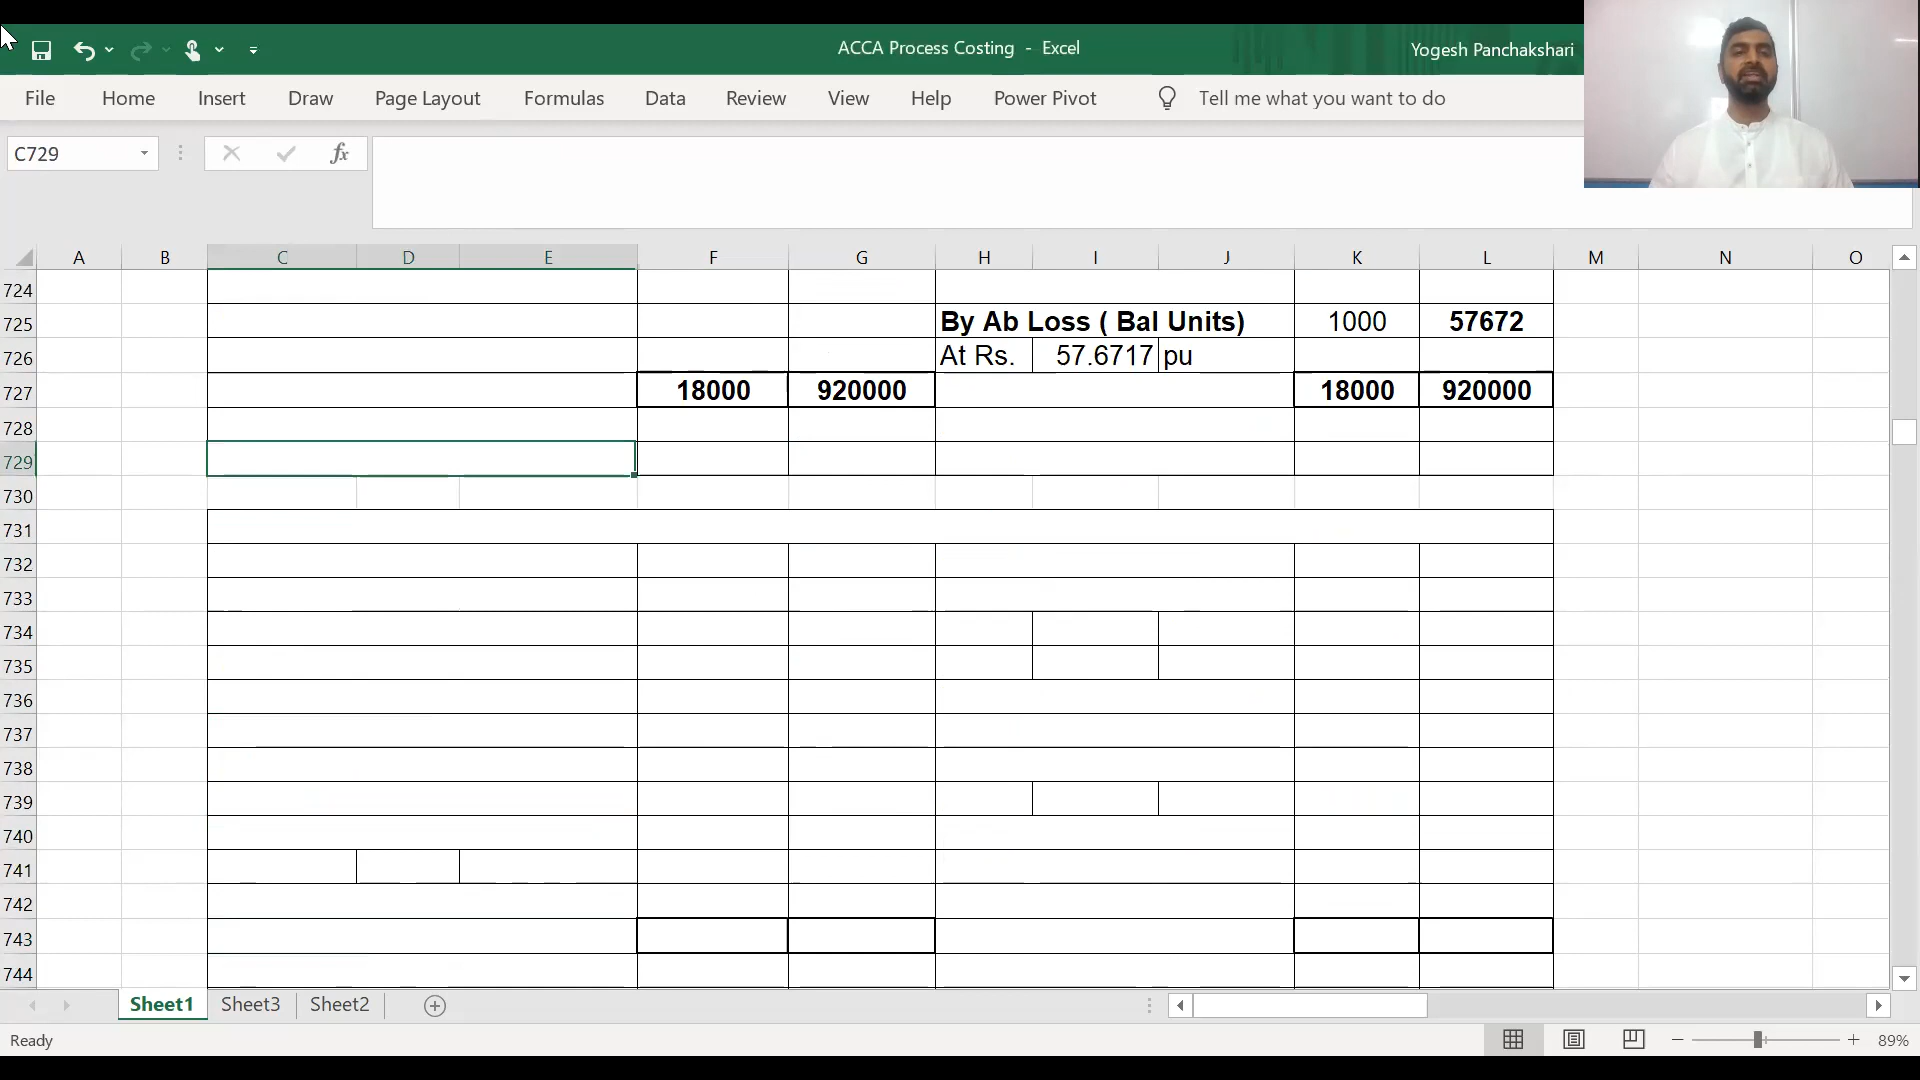 ACCA Process Costing - Excel
Yogesh Panchakshari
File Home Insert Draw Page Layout Formulas Data Review View Help Power Pivot Tell me what you want to do
C729 fx
A B C D E F G H I J K L M N O
724
725 By Ab Loss ( Bal Units) 1000 57672
726 At Rs. 57.6717 pu
727 18000 920000 18000 920000
728
729
730
731
732
733
734
735
736
737
738
739
740
741
742
743
744
Sheet1 Sheet3 Sheet2
Ready 89%